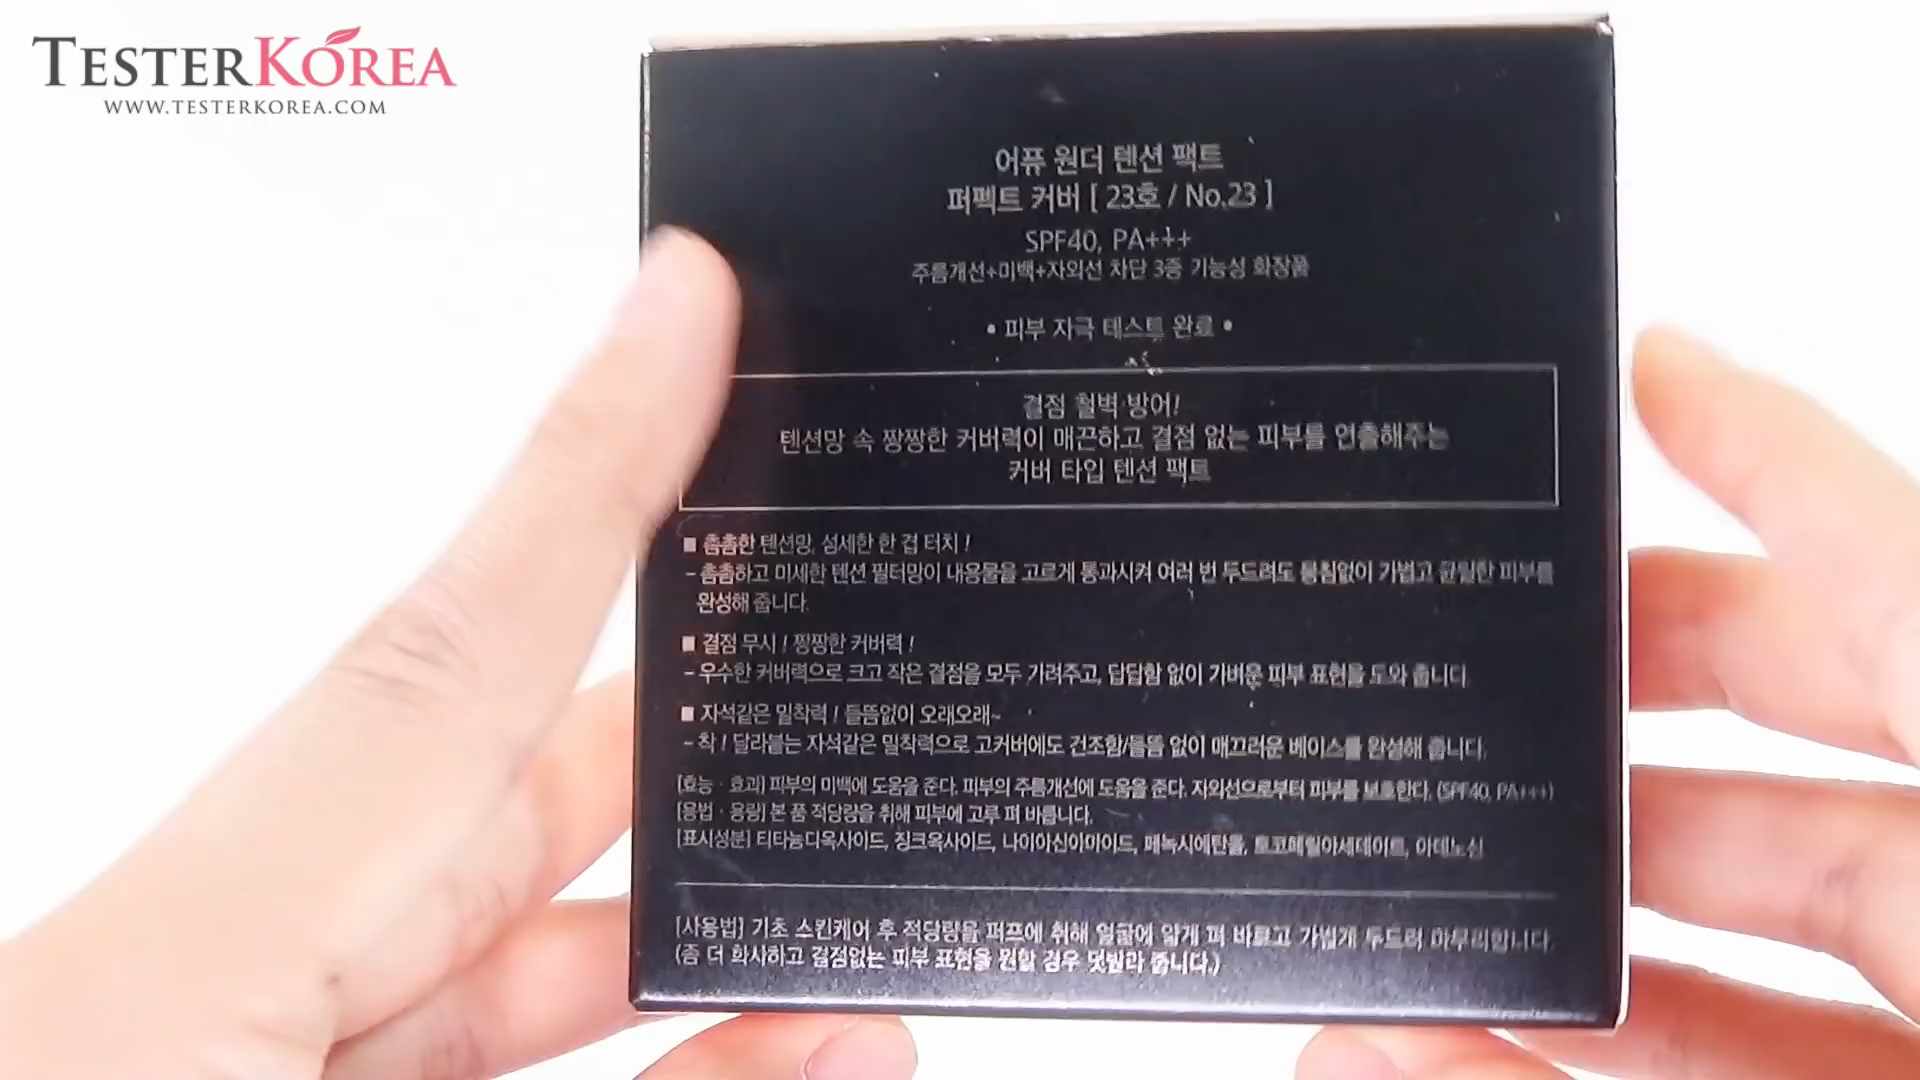 TESTERKOREA
WWW.TESTERKOREA.COM
어퓨 원더 텐션 팩트
퍼펙트 커버 [ 23호 / No.23 ]
SPF40, PA+++
주름개선+미백+자외선 차단 3중 기능성 화장품
• 피부 자극 테스트 완료 •
결점 철벽 방어!
텐션망 속 짱짱한 커버력이 매끈하고 결점 없는 피부를 연출해주는
커버 타입 텐션 팩트
■ 촘촘한 텐션망, 섬세한 한 겹 터치 !
- 촘촘하고 미세한 텐션 필터망이 내용물을 고르게 통과시켜 여러 번 두드려도 뭉침없이 가볍고 균일한 피부를
완성해 줍니다.
■ 결점 무시 ! 짱짱한 커버력 !
- 우수한 커버력으로 크고 작은 결점을 모두 가려주고, 답답함 없이 가벼운 피부 표현을 도와 줍니다.
■ 자석같은 밀착력 ! 들뜸없이 오래오래~
- 착 ! 달라붙는 자석같은 밀착력으로 고커버에도 건조함/들뜸 없이 매끄러운 베이스를 완성해 줍니다.
[효능 · 효과] 피부의 미백에 도움을 준다. 피부의 주름개선에 도움을 준다. 자외선으로부터 피부를 보호한다. (SPF40, PA+++)
[용법 · 용량] 본 품 적당량을 취해 피부에 고루 펴 바릅니다.
[표시성분] 티타늄디옥사이드, 징크옥사이드, 나이아신아마이드, 페녹시에탄올, 토코페릴아세테이트, 아데노신
[사용법] 기초 스킨케어 후 적당량을 퍼프에 취해 얼굴에 얇게 펴 바르고 가볍게 두드려 마무리합니다.
(좀 더 화사하고 결점없는 피부 표현을 원할 경우 덧발라 줍니다.)